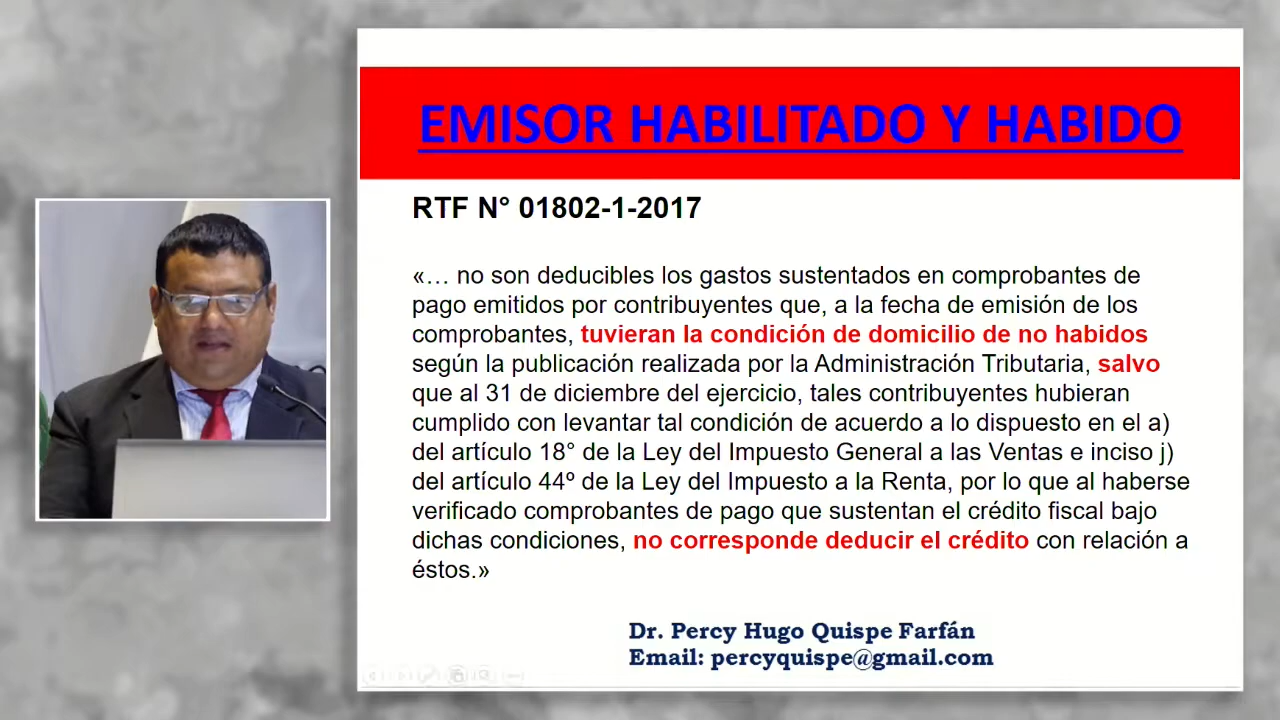 EMISOR HABILITADO Y HABIDO
RTF N° 01802-1-2017
«… no son deducibles los gastos sustentados en comprobantes de
pago emitidos por contribuyentes que, a la fecha de emisión de los
comprobantes, tuvieran la condición de domicilio de no habidos
según la publicación realizada por la Administración Tributaria, salvo
que al 31 de diciembre del ejercicio, tales contribuyentes hubieran
cumplido con levantar tal condición de acuerdo a lo dispuesto en el a)
del artículo 18° de la Ley del Impuesto General a las Ventas e inciso j)
del artículo 44º de la Ley del Impuesto a la Renta, por lo que al haberse
verificado comprobantes de pago que sustentan el crédito fiscal bajo
dichas condiciones, no corresponde deducir el crédito con relación a
éstos.»
Dr. Percy Hugo Quispe Farfán
Email: percyquispe@gmail.com